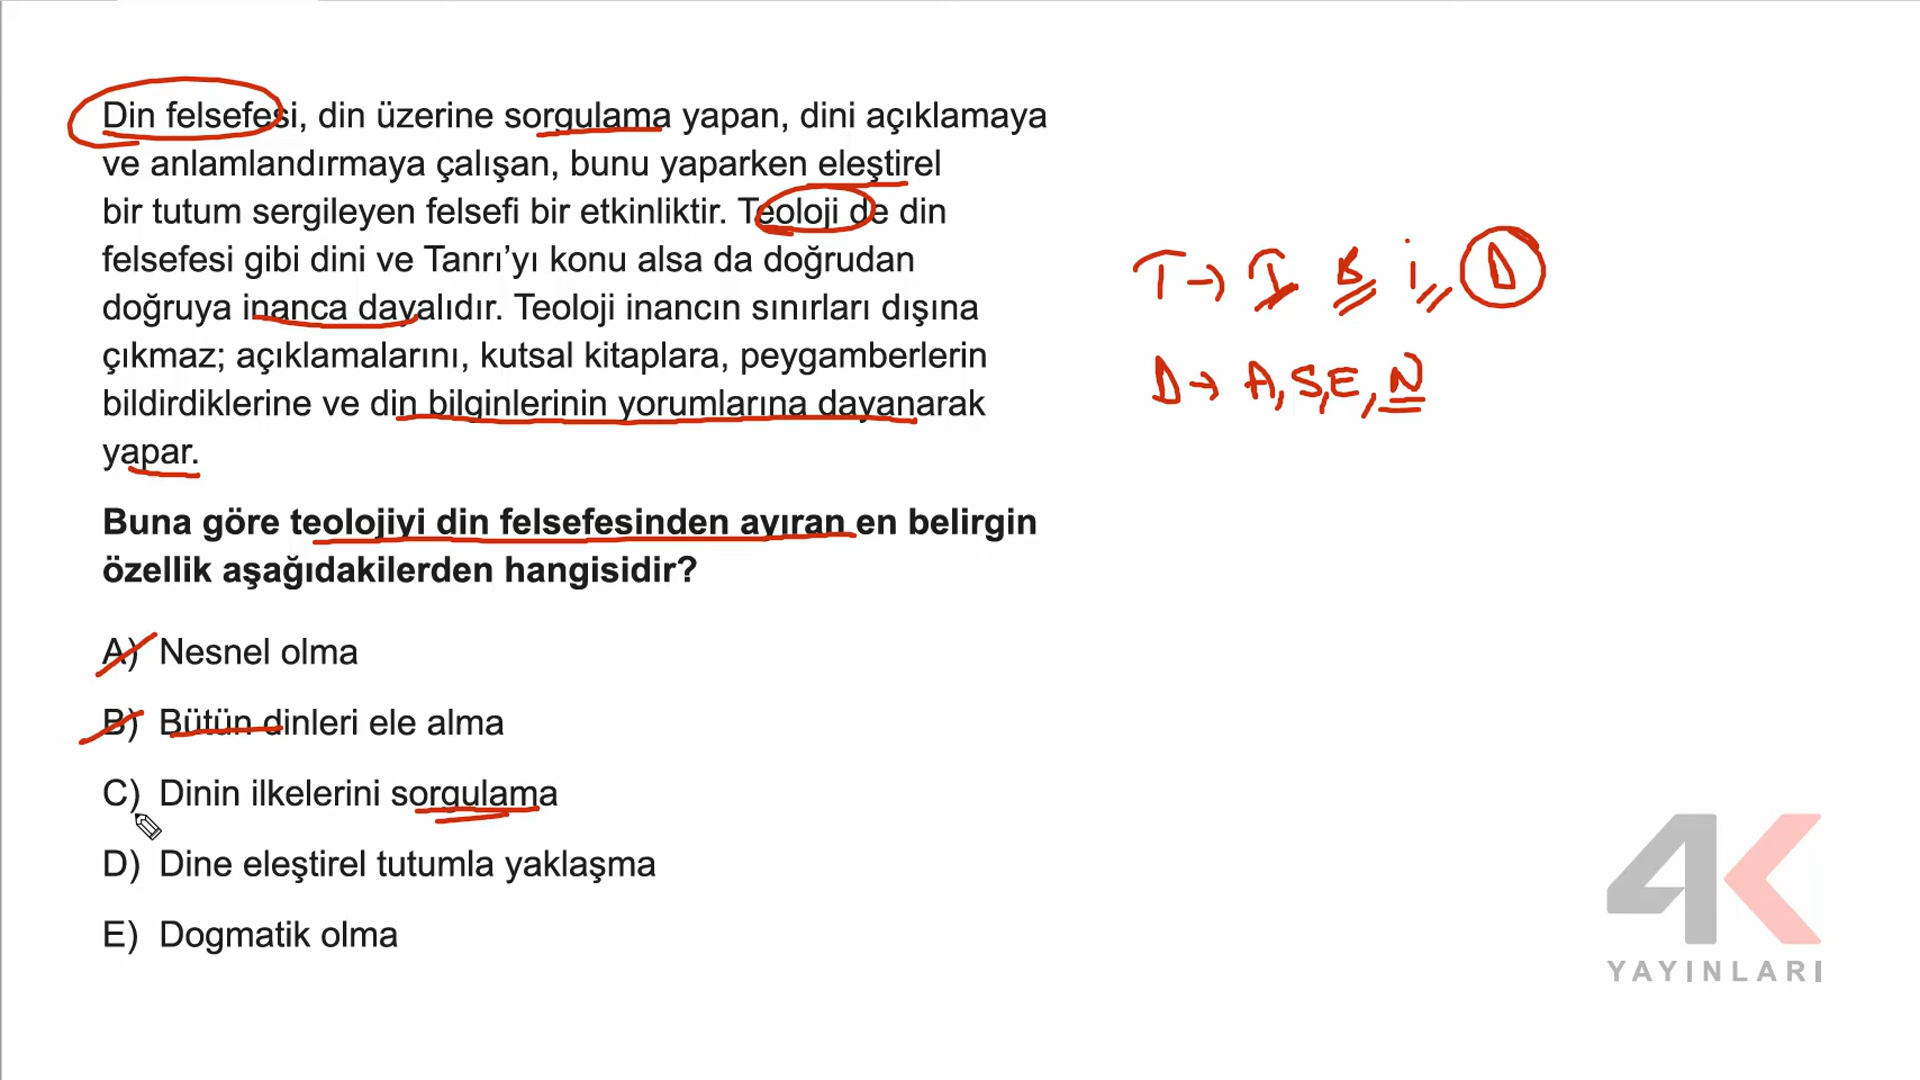 Din felsefesi, din üzerine sorgulama yapan, dini açıklamaya
ve anlamlandırmaya çalışan, bunu yaparken eleştirel
bir tutum sergileyen felsefi bir etkinliktir. Teoloji de din
felsefesi gibi dini ve Tanrı’yı konu alsa da doğrudan
doğruya inanca dayalıdır. Teoloji inancın sınırları dışına
çıkmaz; açıklamalarını, kutsal kitaplara, peygamberlerin
bildirdiklerine ve din bilginlerinin yorumlarına dayanarak
yapar.
Buna göre teolojiyi din felsefesinden ayıran en belirgin
özellik aşağıdakilerden hangisidir?
A) Nesnel olma
B) Bütün dinleri ele alma
C) Dinin ilkelerini sorgulama
D) Dine eleştirel tutumla yaklaşma
E) Dogmatik olma
T → I B İ D
D → A, S, E, N
4K
YAYINLARI